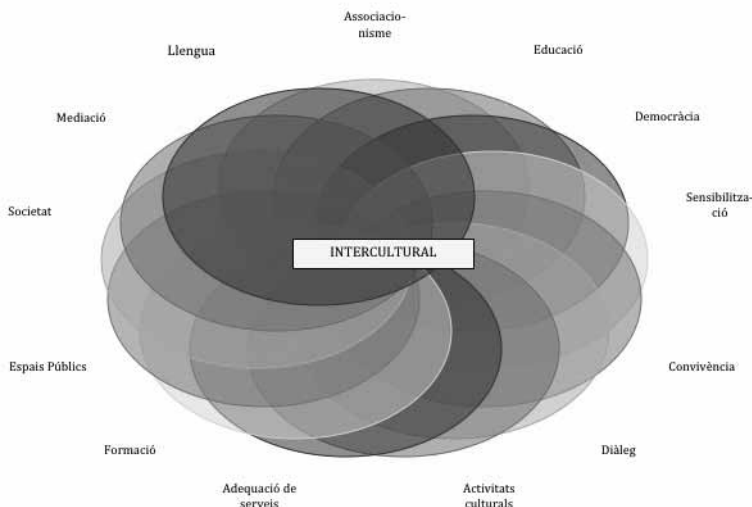 Associacio-
nisme
Educació
Democràcia
Sensibilitza-
ció
Convivència
Diàleg
Activitats
culturals
Adequació de
serveis
Formació
Espais Públics
Societat
Mediació
Llengua
INTERCULTURAL